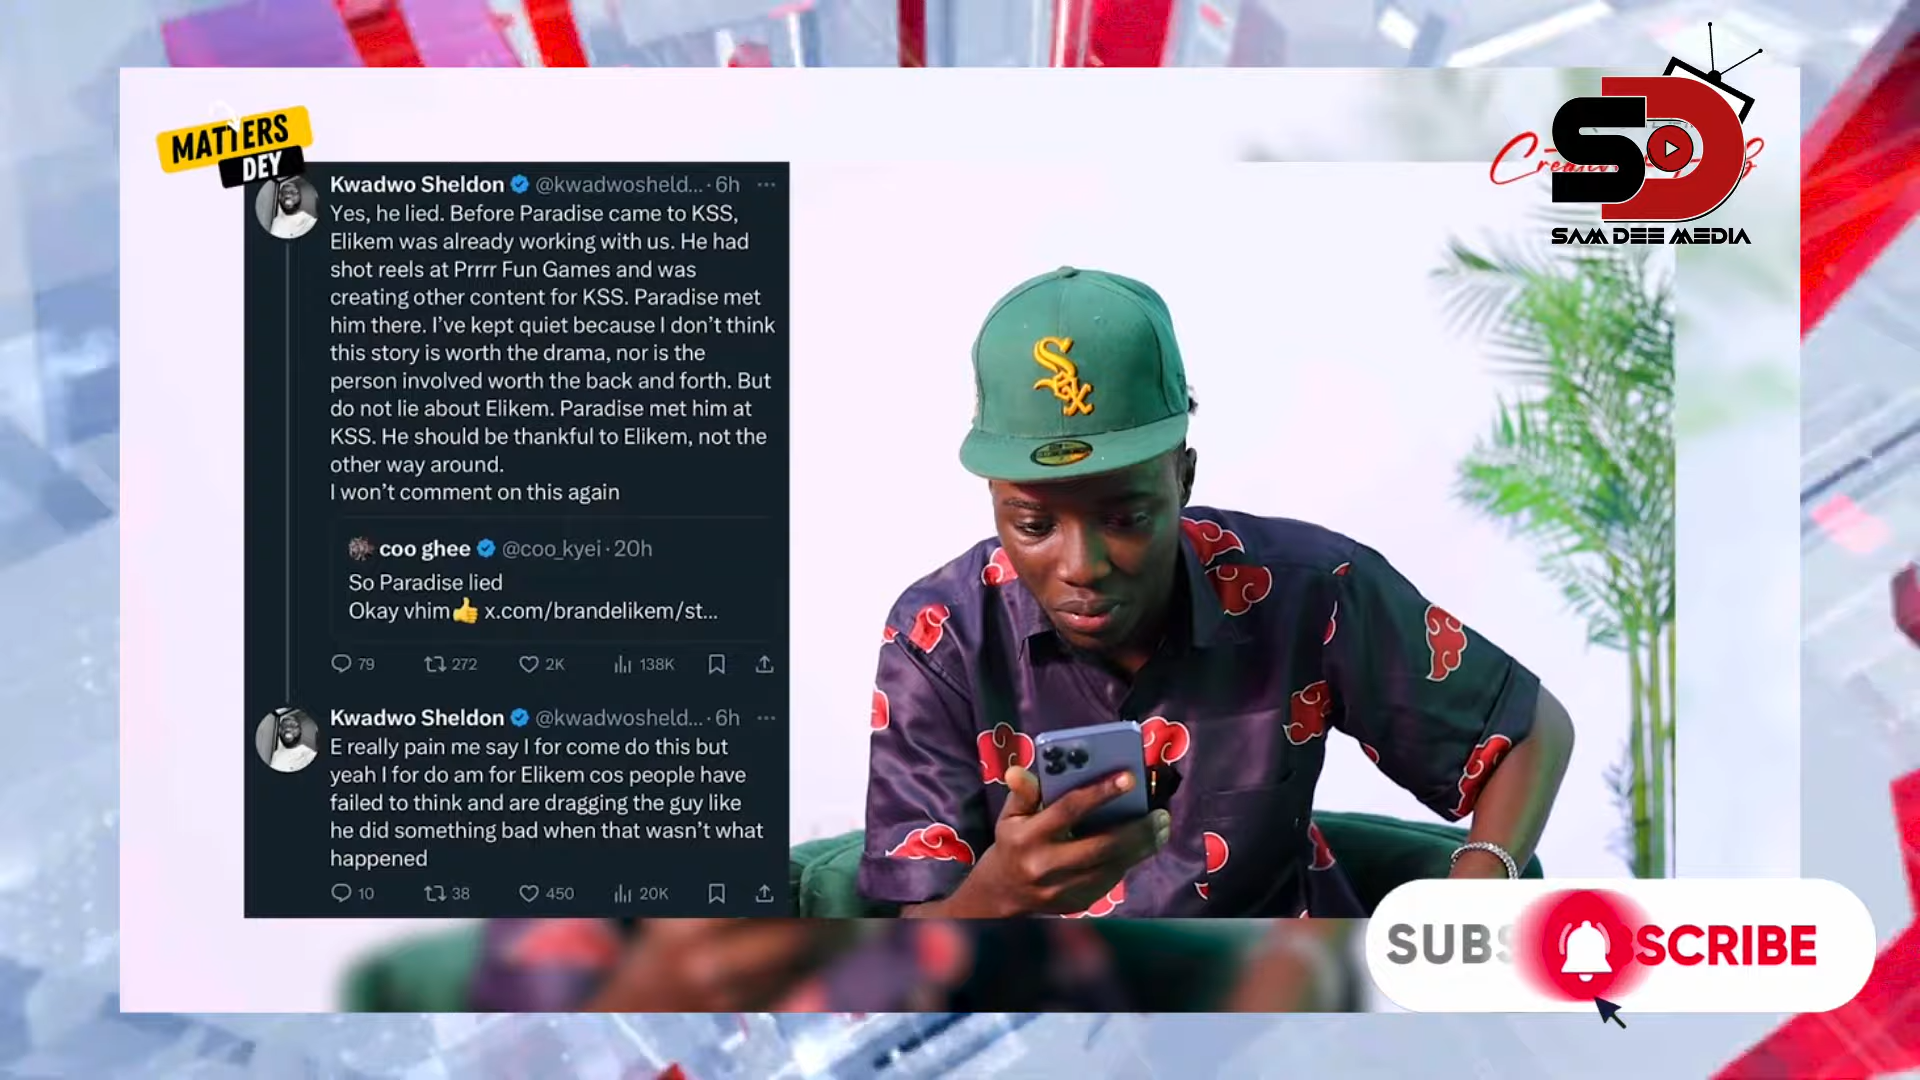 MATTERS
DEY
SD
SAM DEE MEDIA
Kwadwo Sheldon @kwadwosheld... · 6h
Yes, he lied. Before Paradise came to KSS,
Elikem was already working with us. He had
shot reels at Prrrr Fun Games and was
creating other content for KSS. Paradise met
him there. I’ve kept quiet because I don’t think
this story is worth the drama, nor is the
person involved worth the back and forth. But
do not lie about Elikem. Paradise met him at
KSS. He should be thankful to Elikem, not the
other way around.
I won’t comment on this again
coo ghee @coo_kyei · 20h
So Paradise lied
Okay vhim👍 x.com/brandelikem/st...
79 272 2K 138K
Kwadwo Sheldon @kwadwosheld... · 6h
E really pain me say I for come do this but
yeah I for do am for Elikem cos people have
failed to think and are dragging the guy like
he did something bad when that wasn’t what
happened
10 38 450 20K
Sox
SUBSCRIBE